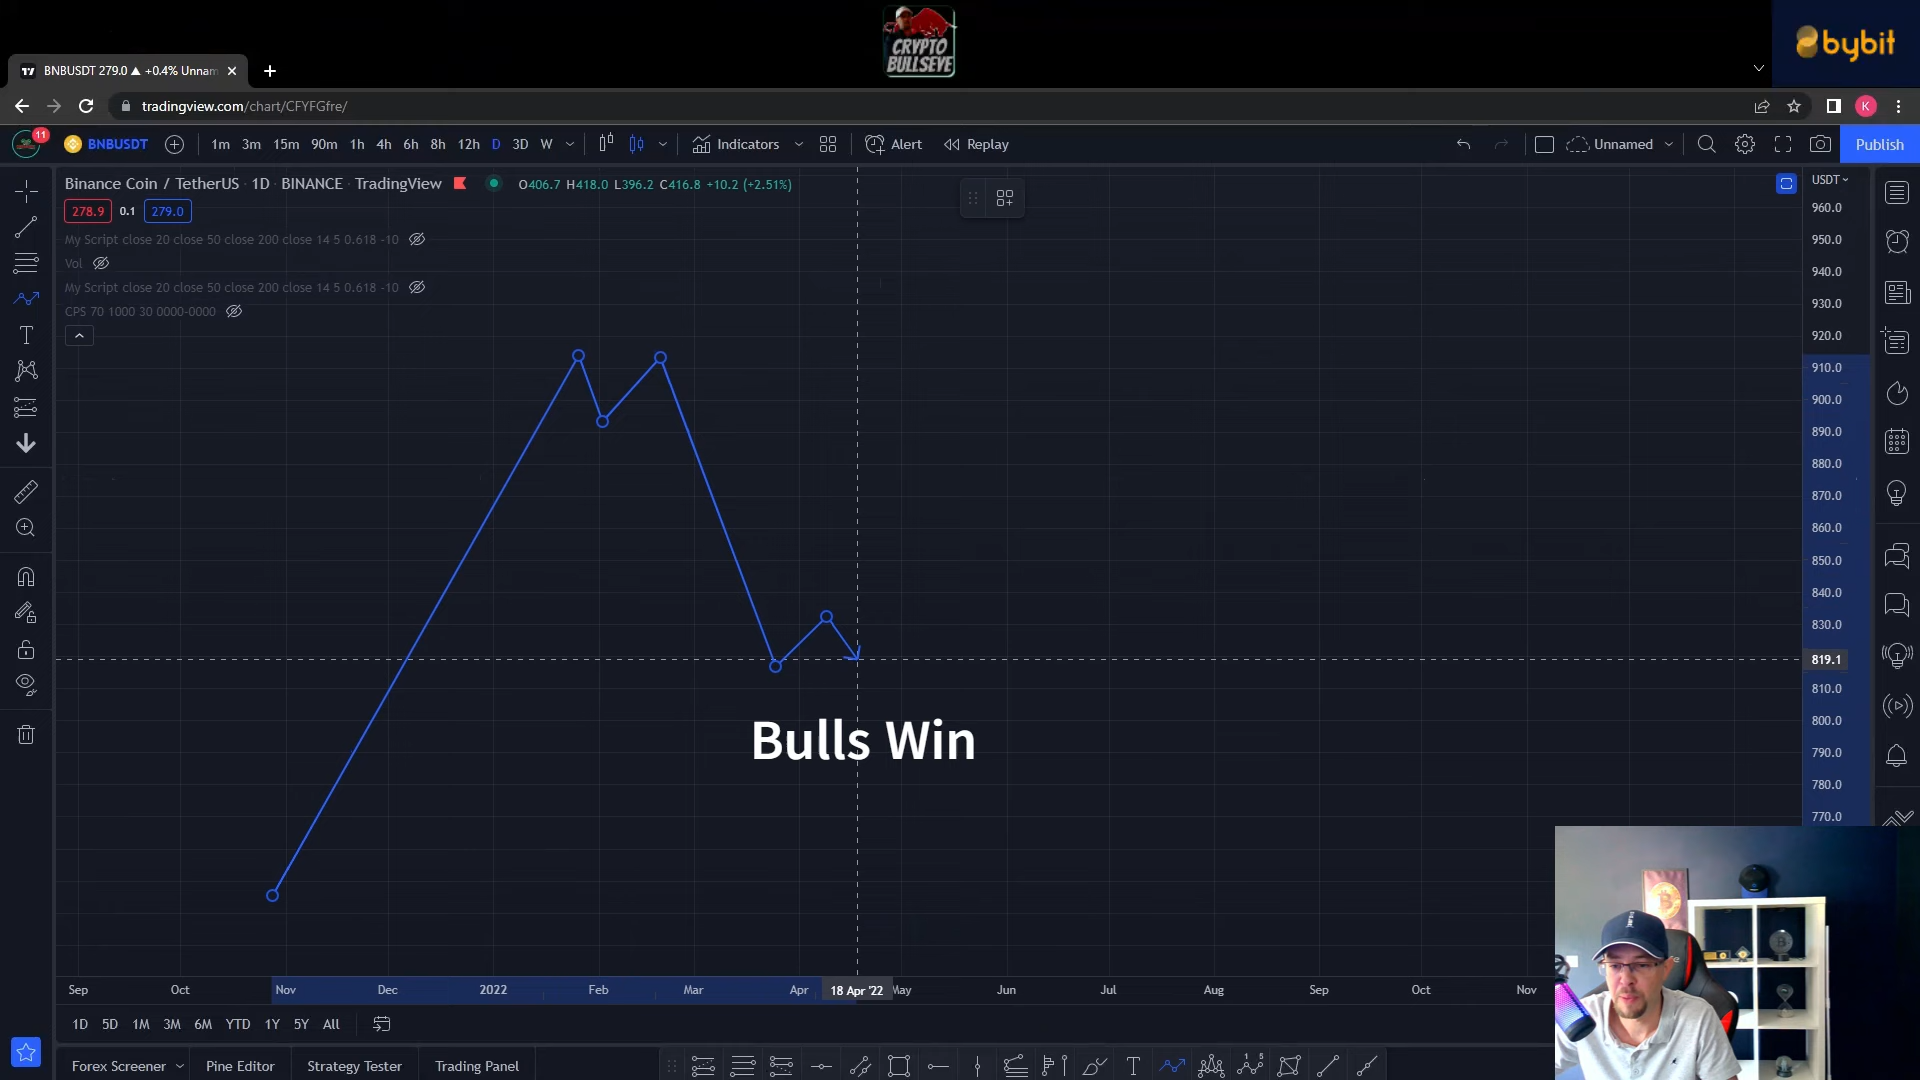 CRYPTO
BULLSEYE
bybit
BNBUSDT 279.0 ▲ +0.4% Unnam
tradingview.com/chart/CFYFGfre/
K
11
BNBUSDT
1m 3m 15m 90m 1h 4h 6h 8h 12h D 3D W
Indicators
Alert
Replay
Unnamed
Publish
Binance Coin / TetherUS · 1D · BINANCE · TradingView
O406.7 H418.0 L396.2 C416.8 +10.2 (+2.51%)
USDT
278.9 0.1 279.0
My Script close 20 close 50 close 200 close 14 5 0.618 -10
Vol
My Script close 20 close 50 close 200 close 14 5 0.618 -10
CPS 70 1000 30 0000-0000
960.0
950.0
940.0
930.0
920.0
910.0
900.0
890.0
880.0
870.0
860.0
850.0
840.0
830.0
819.1
810.0
800.0
790.0
780.0
770.0
Bulls Win
Sep Oct Nov Dec 2022 Feb Mar Apr 18 Apr '22 May Jun Jul Aug Sep Oct Nov
1D 5D 1M 3M 6M YTD 1Y 5Y All
Forex Screener Pine Editor Strategy Tester Trading Panel